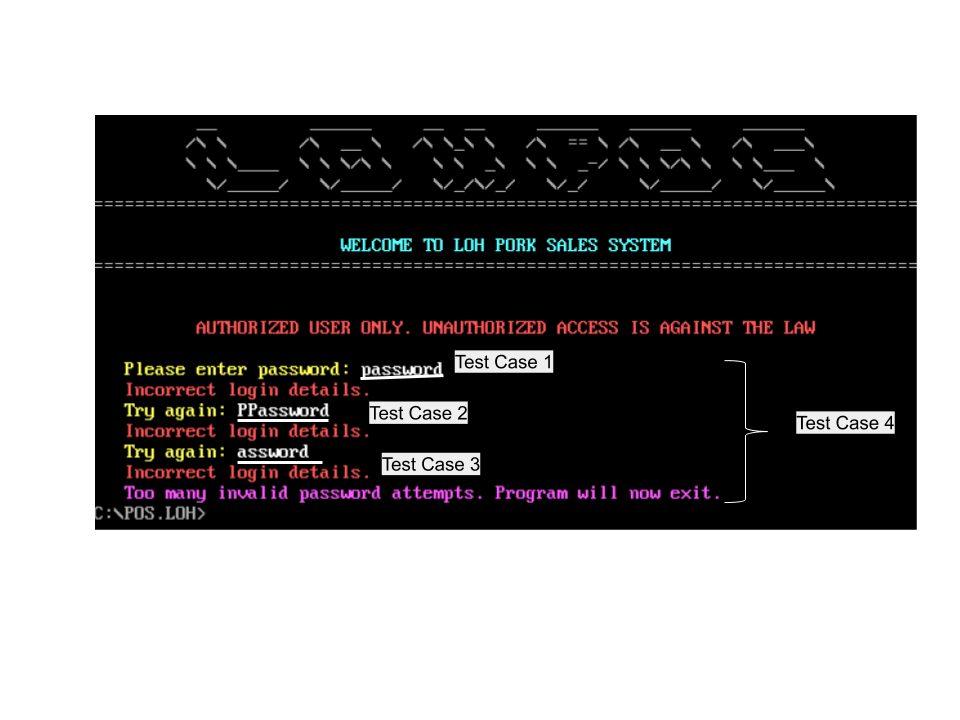 LOWPOS
WELCOME TO LOH PORK SALES SYSTEM
AUTHORIZED USER ONLY. UNAUTHORIZED ACCESS IS AGAINST THE LAW
Please enter password: password Test Case 1
Incorrect login details.
Try again: PPassword Test Case 2
Incorrect login details.
Try again: assword Test Case 3
Incorrect login details.
Too many invalid password attempts. Program will now exit.
C:\POS.LOH>
Test Case 4